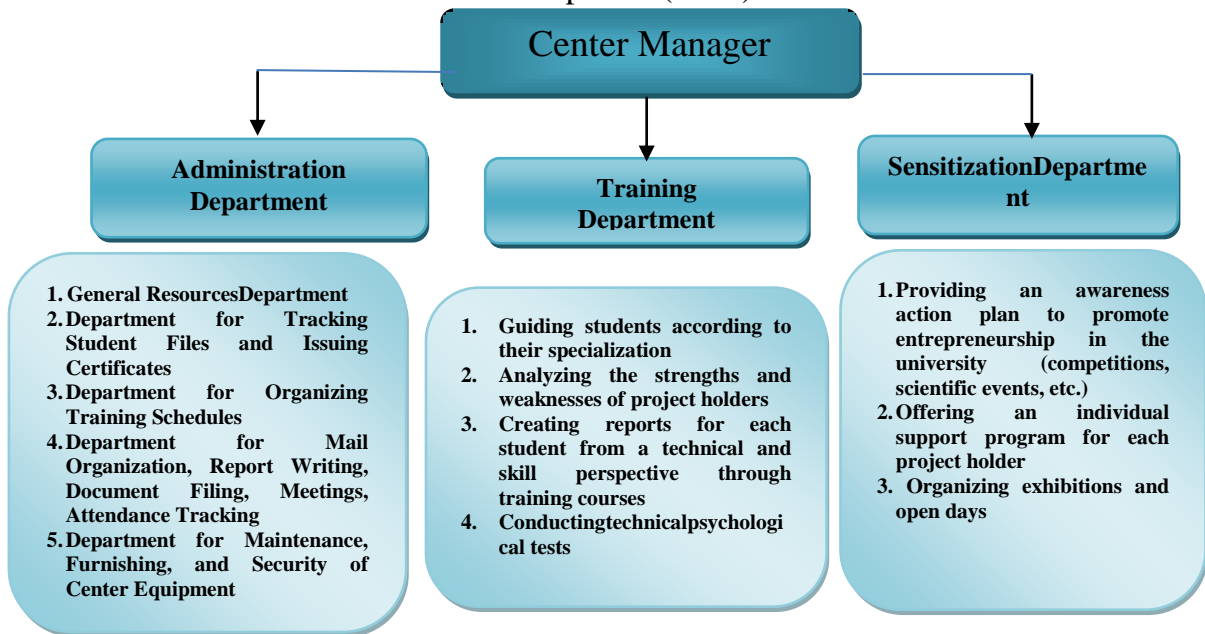 Center Manager
Administration
Department
Training
Department
SensitizationDepartme
nt
1. General ResourcesDepartment
2. Department for Tracking
Student Files and Issuing
Certificates
3. Department for Organizing
Training Schedules
4. Department for Mail
Organization, Report Writing,
Document Filing, Meetings,
Attendance Tracking
5. Department for Maintenance,
Furnishing, and Security of
Center Equipment
1. Guiding students according to
their specialization
2. Analyzing the strengths and
weaknesses of project holders
3. Creating reports for each
student from a technical and
skill perspective through
training courses
4. Conductingtechnicalpsychologi
cal tests
1. Providing an awareness
action plan to promote
entrepreneurship in the
university (competitions,
scientific events, etc.)
2. Offering an individual
support program for each
project holder
3. Organizing exhibitions and
open days